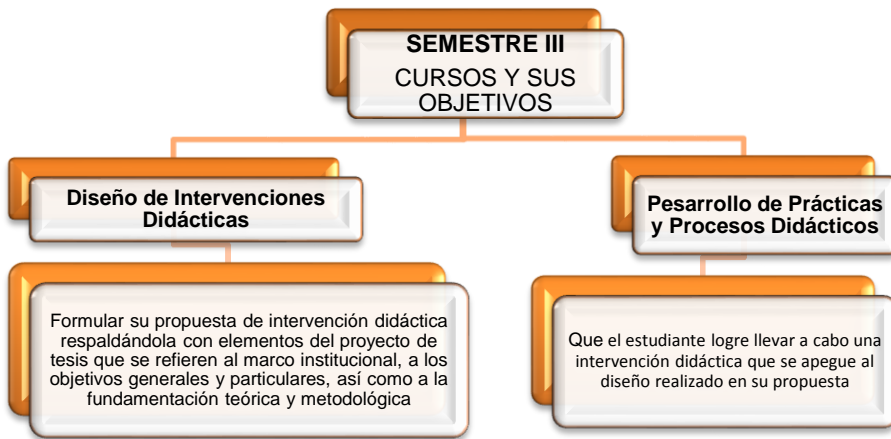 SEMESTRE III
CURSOS Y SUS
OBJETIVOS
Diseño de Intervenciones
Didácticas
Formular su propuesta de intervención didáctica
respaldándola con elementos del proyecto de
tesis que se refieren al marco institucional, a los
objetivos generales y particulares, así como a la
fundamentación teórica y metodológica
Pesarrollo de Prácticas
y Procesos Didácticos
Que el estudiante logre llevar a cabo una
intervención didáctica que se apegue al
diseño realizado en su propuesta